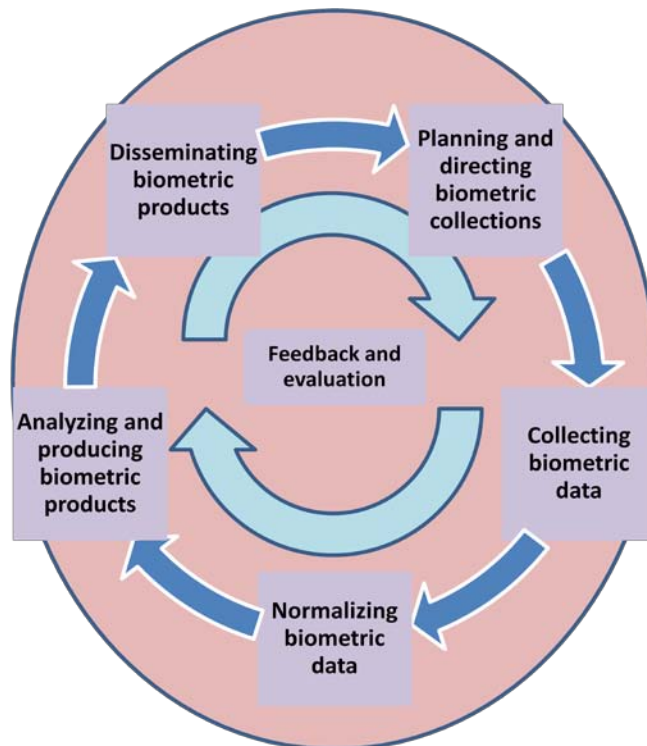 Disseminating
biometric
products
Planning and
directing
biometric
collections
Feedback and
evaluation
Analyzing and
producing
biometric
products
Collecting
biometric
data
Normalizing
biometric
data